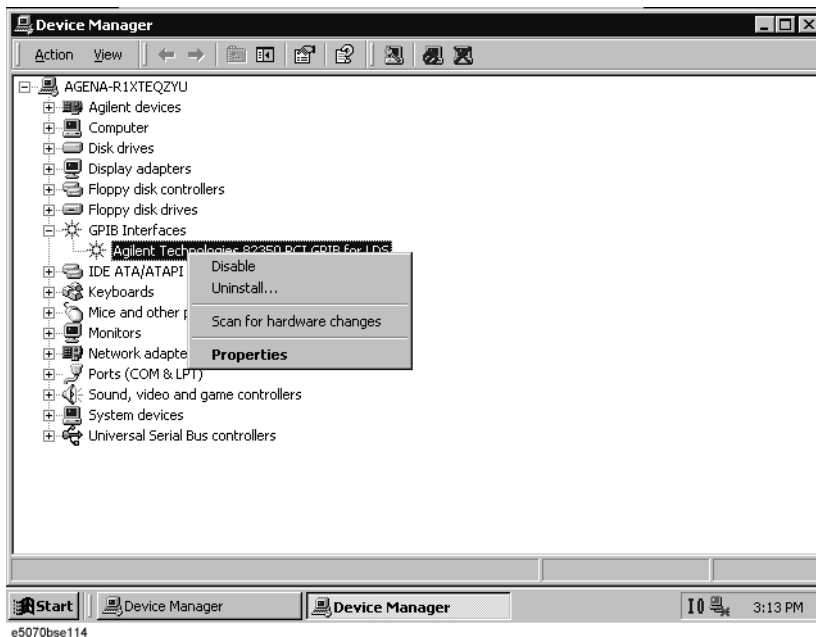 Device Manager
Action View
AGENA-R1XTEQZYU
Agilent devices
Computer
Disk drives
Display adapters
Floppy disk controllers
Floppy disk drives
GPIB Interfaces
Agilent Technologies 82350 PCI GPIB for LDS
IDE ATA/ATAPI
Keyboards
Mice and other
Monitors
Network adapte
Ports (COM & LPT)
Sound, video and game controllers
System devices
Universal Serial Bus controllers
Disable
Uninstall...
Scan for hardware changes
Properties
Start Device Manager Device Manager IO 3:13 PM
e5070bse114